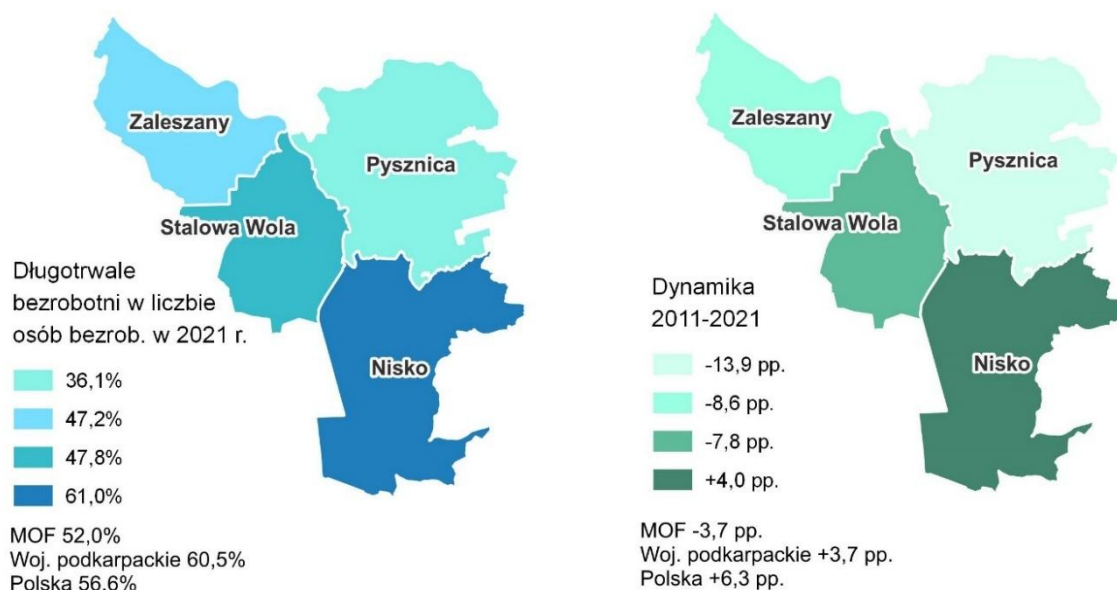 Zaleszany
Pysznica
Stalowa Wola
Nisko
Długotrwale
bezrobotni w liczbie
osób bezrob. w 2021 r.
36,1%
47,2%
47,8%
61,0%
MOF 52,0%
Woj. podkarpackie 60,5%
Polska 56,6%
Zaleszany
Pysznica
Stalowa Wola
Nisko
Dynamika
2011-2021
-13,9 pp.
-8,6 pp.
-7,8 pp.
+4,0 pp.
MOF -3,7 pp.
Woj. podkarpackie +3,7 pp.
Polska +6,3 pp.